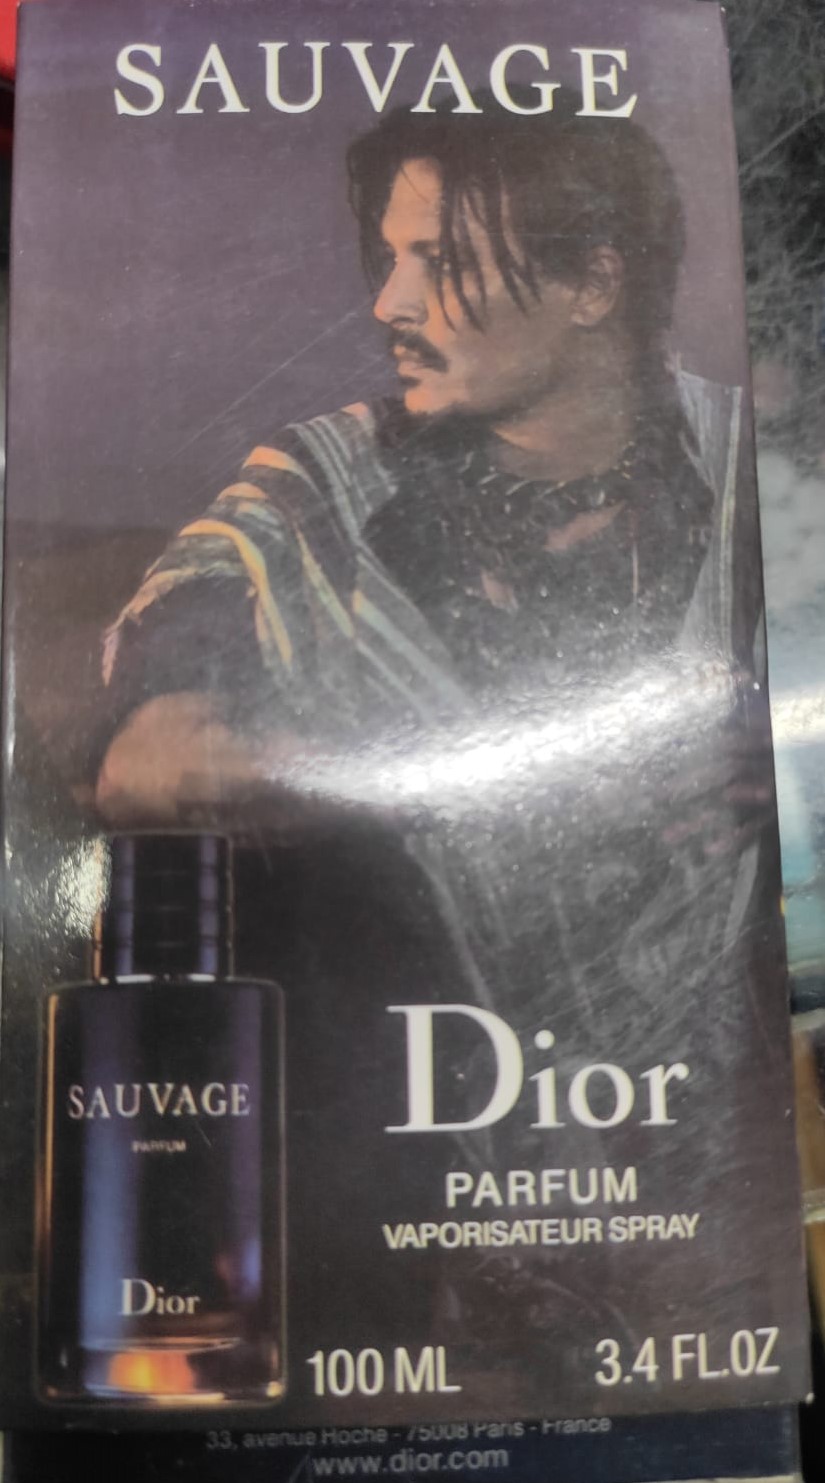 SAUVAGE
SAUVAGE
PARFUM
Dior
Dior
PARFUM
VAPORISATEUR SPRAY
100 ML 3.4 FL.OZ
33, avenue Hoche - 75008 Paris - France
www.dior.com